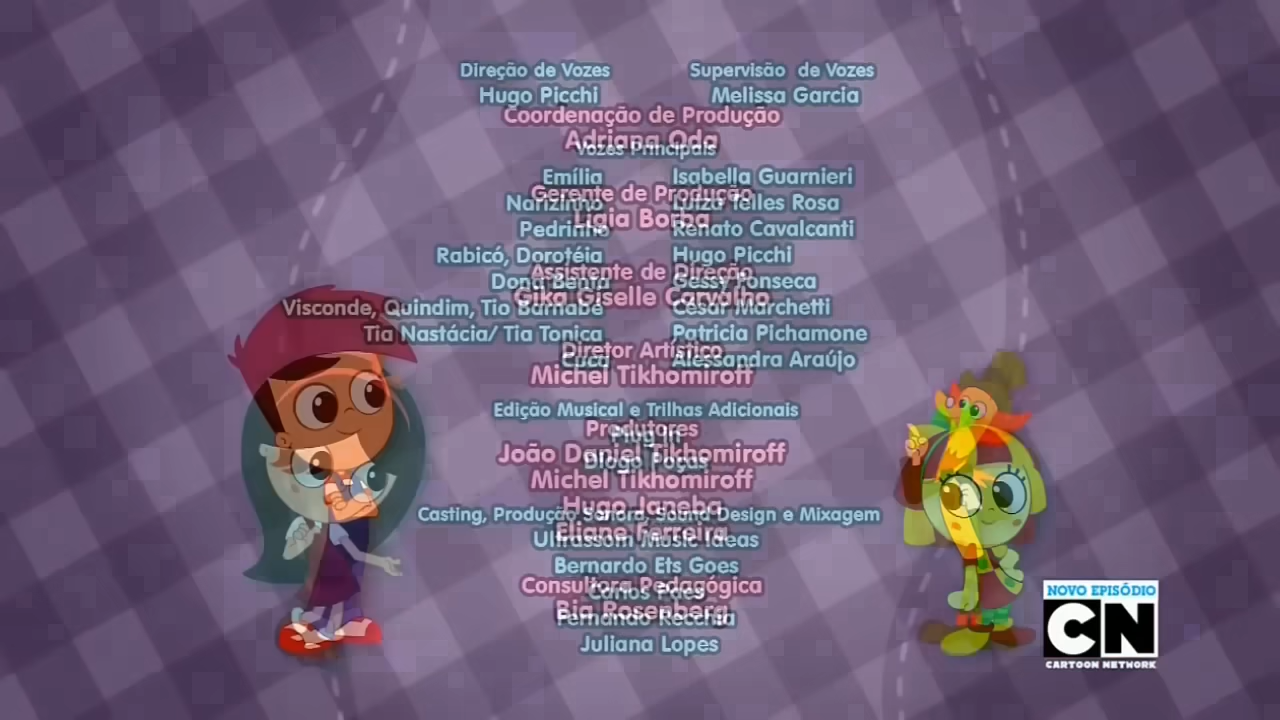 Direção de Vozes Supervisão de Vozes
Hugo Picchi Melissa Garcia
Coordenação de Produção
Adriana Oda
Vozes Principais
Emília Isabella Guarnieri
Gerente de Produção
Narizinho Luiza Telles Rosa
Ligia Borba
Pedrinho Renato Cavalcanti
Rabicó, Dorotéia Hugo Picchi
Assistente de Direção
Dona Benta Gessy Fonseca
Gika Giselle Carvalho
Visconde, Quindim, Tio Barnabé César Marchetti
Tia Nastácia/ Tia Tonica Patricia Pichamone
Diretor Artístico
Cuca Alessandra Araújo
Michel Tikhomiroff
Edição Musical e Trilhas Adicionais
Produtores
Plug In
João Daniel Tikhomiroff
Diogo Poças
Michel Tikhomiroff
Hugo Janeba
Casting, Produção Sonora, Sound Design e Mixagem
Eliane Ferreira
Ultrassom Music Ideas
Bernardo Ets Goes
Consultora Pedagógica
Carlos Paes
Bia Rosenberg
Fernando Recchia
Juliana Lopes
NOVO EPISÓDIO
CN
CARTOON NETWORK